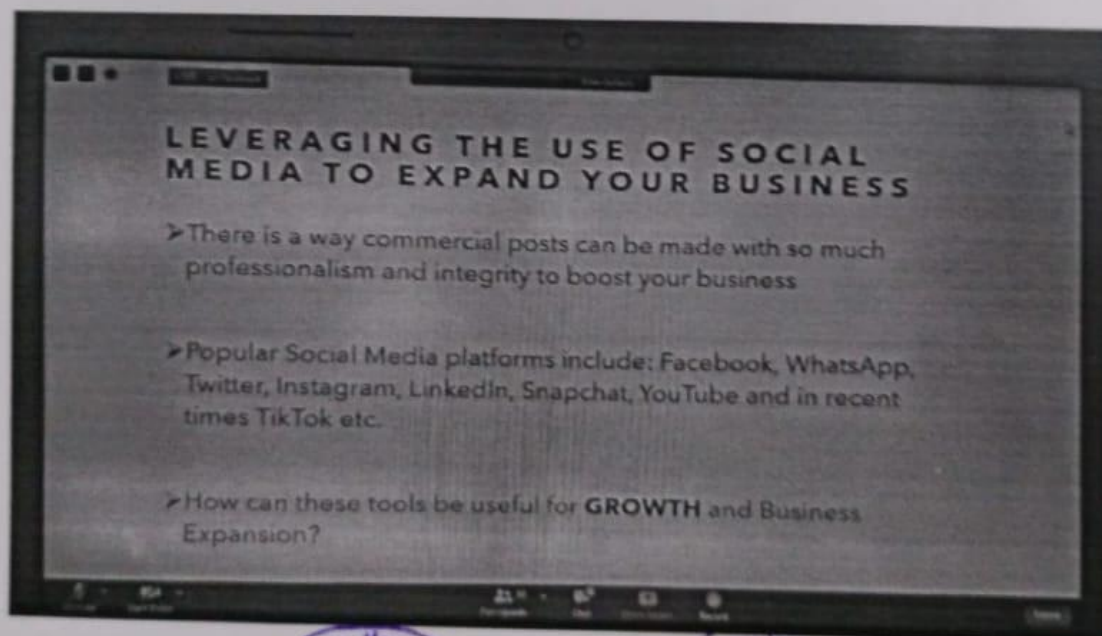 LEVERAGING THE USE OF SOCIAL
MEDIA TO EXPAND YOUR BUSINESS
➤There is a way commercial posts can be made with so much
professionalism and integrity to boost your business
➤Popular Social Media platforms include: Facebook, WhatsApp,
Twitter, Instagram, LinkedIn, Snapchat, YouTube and in recent
times TikTok etc.
➤How can these tools be useful for GROWTH and Business
Expansion?